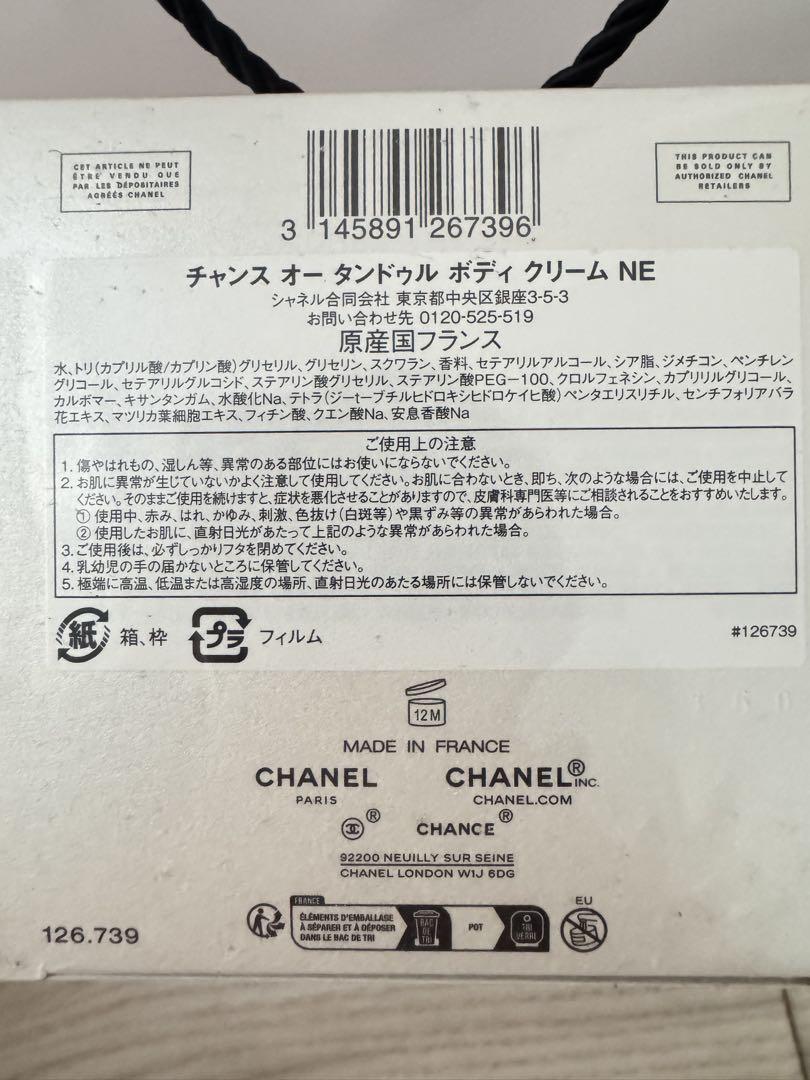 CET ARTICLE NE PEUT
ÊTRE VENDU QUE
PAR LES DÉPOSITAIRES
AGRÉÉS CHANEL
THIS PRODUCT CAN
BE SOLD ONLY BY
AUTHORIZED CHANEL
RETAILERS
3 145891 267396
チャンス オー タンドゥル ボディ クリーム NE
シャネル合同会社 東京都中央区銀座3-5-3
お問い合わせ先 0120-525-519
原産国フランス
水、トリ(カプリル酸/カプリン酸)グリセリル、グリセリン、スクワラン、香料、セテアリルアルコール、シア脂、ジメチコン、ペンチレン
グリコール、セテアリルグルコシド、ステアリン酸グリセリル、ステアリン酸PEG-100、クロルフェネシン、カプリリルグリコール、
カルボマー、キサンタンガム、水酸化Na、テトラ(ジ-t-ブチルヒドロキシヒドロケイヒ酸)ペンタエリスリチル、センチフォリアバラ
花エキス、マツリカ葉細胞エキス、フィチン酸、クエン酸Na、安息香酸Na
ご使用上の注意
1. 傷やはれもの、湿しん等、異常のある部位にはお使いにならないでください。
2. お肌に異常が生じていないかよく注意して使用してください。お肌に合わないとき、即ち、次のような場合には、ご使用を中止して
ください。そのままご使用を続けますと、症状を悪化させることがありますので、皮膚科専門医等にご相談されることをおすすめいたします。
① 使用中、赤み、はれ、かゆみ、刺激、色抜け(白斑等)や黒ずみ等の異常があらわれた場合。
② 使用したお肌に、直射日光があたって上記のような異常があらわれた場合。
3. ご使用後は、必ずしっかりフタを閉めてください。
4. 乳幼児の手の届かないところに保管してください。
5. 極端に高温、低温または高湿度の場所、直射日光のあたる場所には保管しないでください。
紙 箱、枠 プラ フィルム
#126739
12M
MADE IN FRANCE
CHANEL CHANEL® INC.
PARIS CHANEL.COM
® CHANCE®
92200 NEUILLY SUR SEINE
CHANEL LONDON W1J 6DG
FRANCE
ÉLÉMENTS D'EMBALLAGE
À SÉPARER ET À DÉPOSER
DANS LE BAC DE TRI
BAC
DE
TRI
POT
TRI
VERRE
EU
126.739